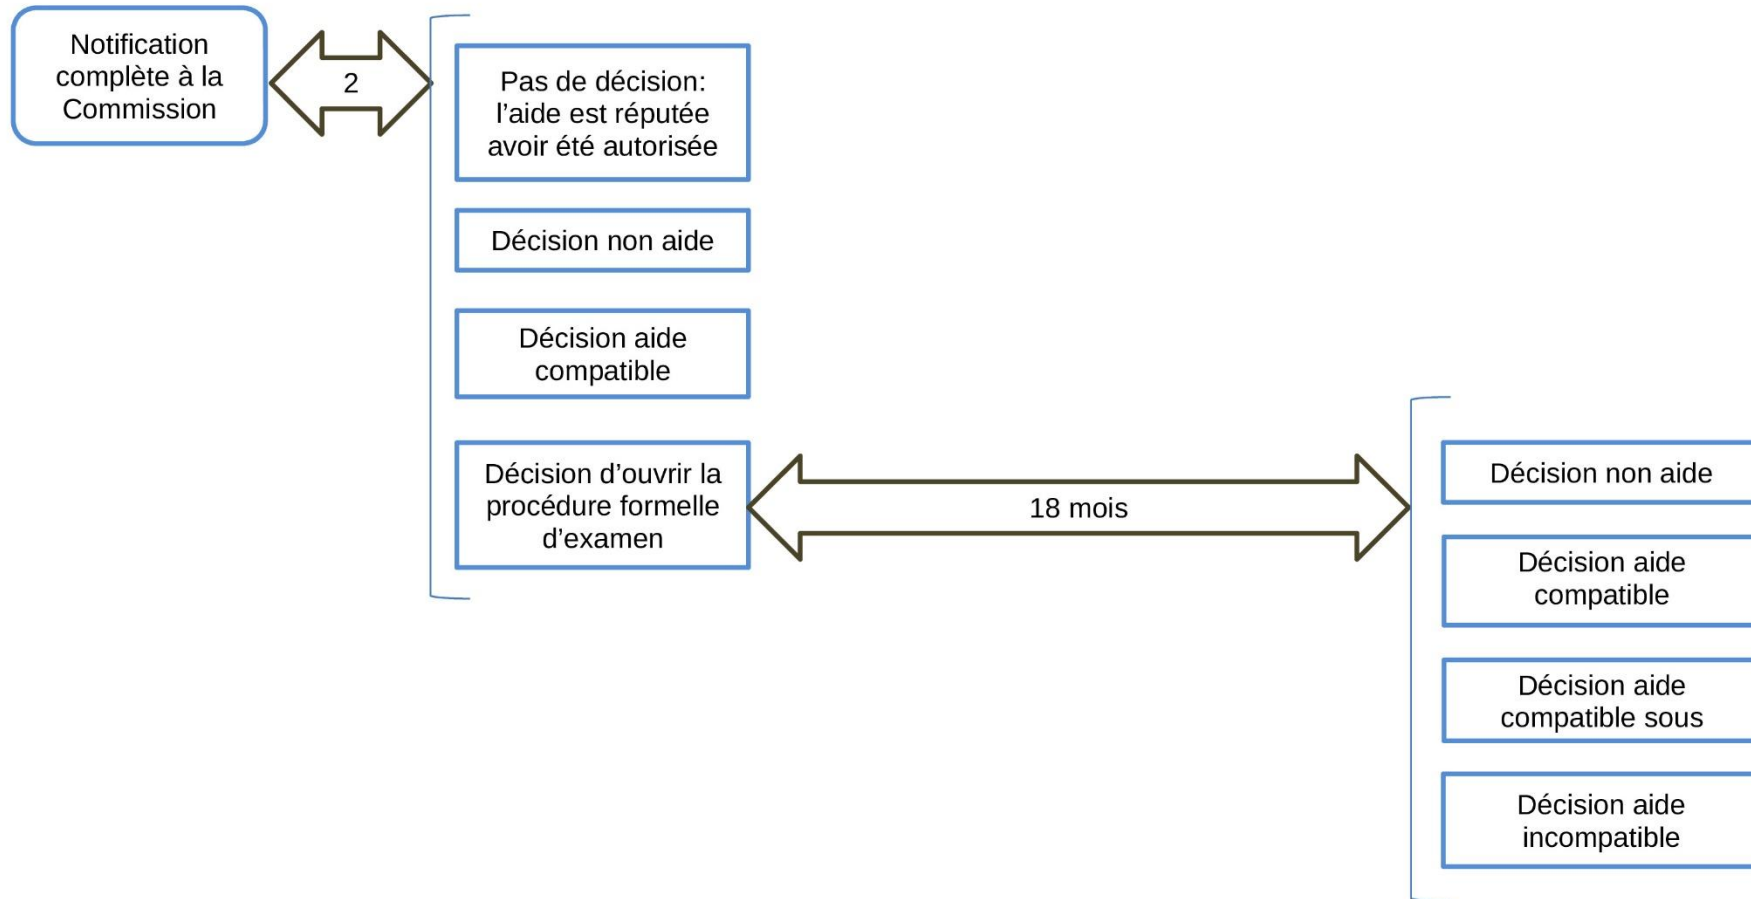 Notification
complète à la
Commission
2
Pas de décision:
l’aide est réputée
avoir été autorisée
Décision non aide
Décision aide
compatible
Décision d’ouvrir la
procédure formelle
d’examen
18 mois
Décision non aide
Décision aide
compatible
Décision aide
compatible sous
Décision aide
incompatible